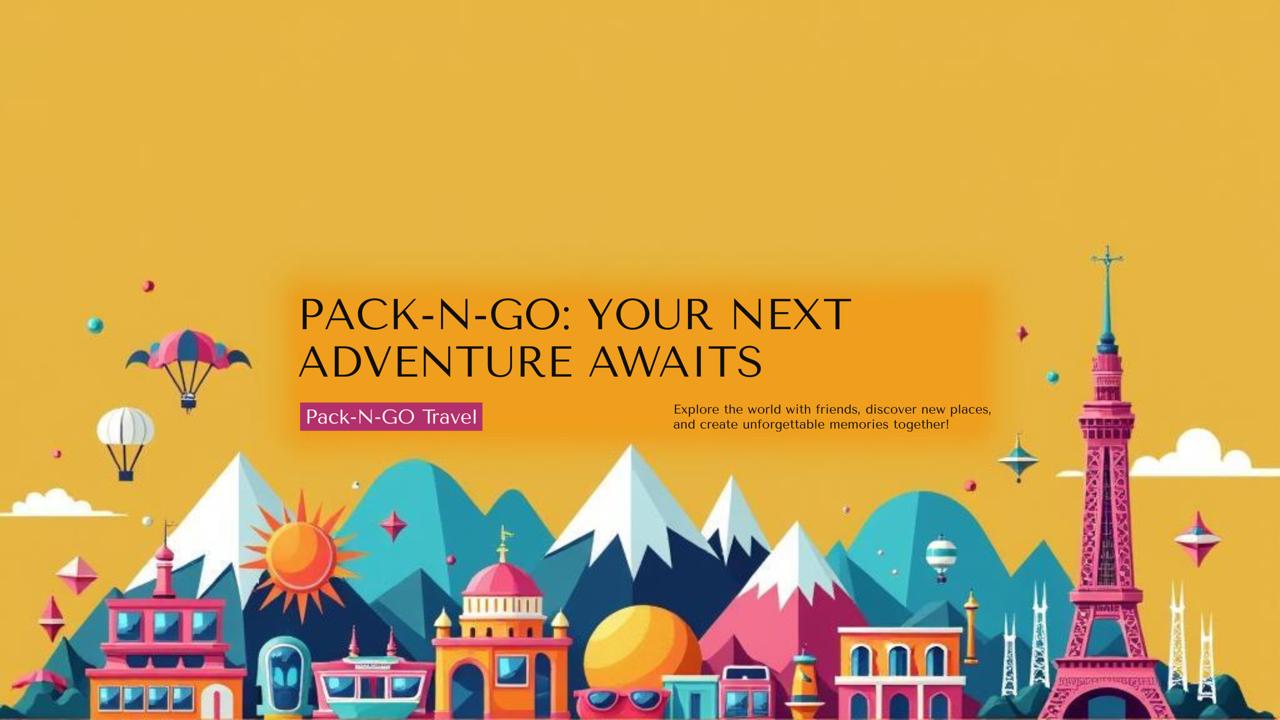 PACK-N-GO: YOUR NEXT
ADVENTURE AWAITS
Pack-N-GO Travel
Explore the world with friends, discover new places,
and create unforgettable memories together!